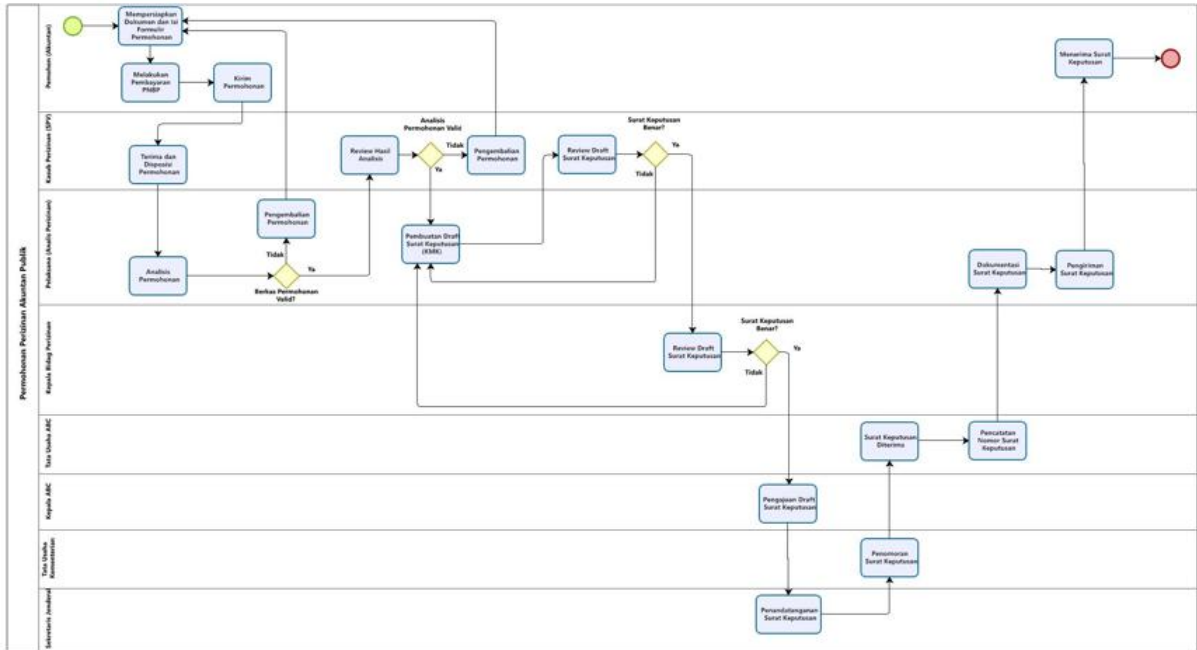 Permohonan Perizinan Akuntan Publik
Pemohon (Akuntan)
Mempersiapkan
Dokumen dan Isi
Formulir
Permohonan
Melakukan
Pembayaran
PNBP
Kirim
Permohonan
Kasub Perizinan (SPV)
Terima dan
Disposisi
Permohonan
Review Hasil
Analisis
Analisis
Permohonan Valid
Tidak
Ya
Pengembalian
Permohonan
Review Draft
Surat Keputusan
Surat Keputusan
Benar?
Ya
Tidak
Pelaksana (Analis Perizinan)
Analisis
Permohonan
Pengembalian
Permohonan
Tidak
Ya
Berkas Permohonan
Valid?
Pembuatan Draft
Surat Keputusan
(KMK)
Dokumentasi
Surat Keputusan
Pengiriman
Surat Keputusan
Menerima Surat
Keputusan
Kepala Bidag Perizinan
Review Draft
Surat Keputusan
Surat Keputusan
Benar?
Ya
Tidak
Tata Usaha ABC
Surat Keputusan
Diterima
Pencatatan
Nomor Surat
Keputusan
Kepala ABC
Pengajuan Draft
Surat Keputusan
Tata Usaha
Kementerian
Penomoran
Surat Keputusan
Sekretaris Jenderal
Penandatanganan
Surat Keputusan